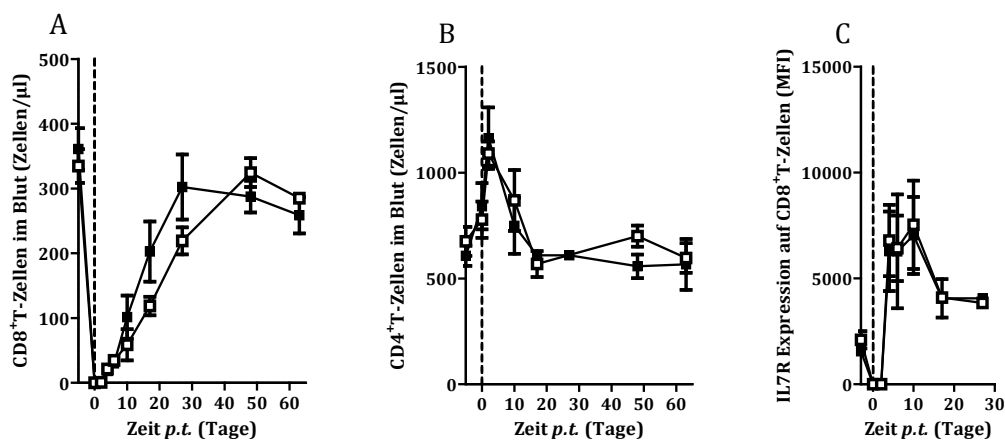 A
CD8⁺T-Zellen im Blut (Zellen/µl)
500
400
300
200
100
0
0 10 20 30 40 50 60
Zeit p.t. (Tage)
B
CD4⁺T-Zellen im Blut (Zellen/µl)
1500
1000
500
0
0 10 20 30 40 50 60
Zeit p.t. (Tage)
C
IL7R Expression auf CD8⁺T-Zellen (MFI)
15000
10000
5000
0
0 10 20 30
Zeit p.t. (Tage)